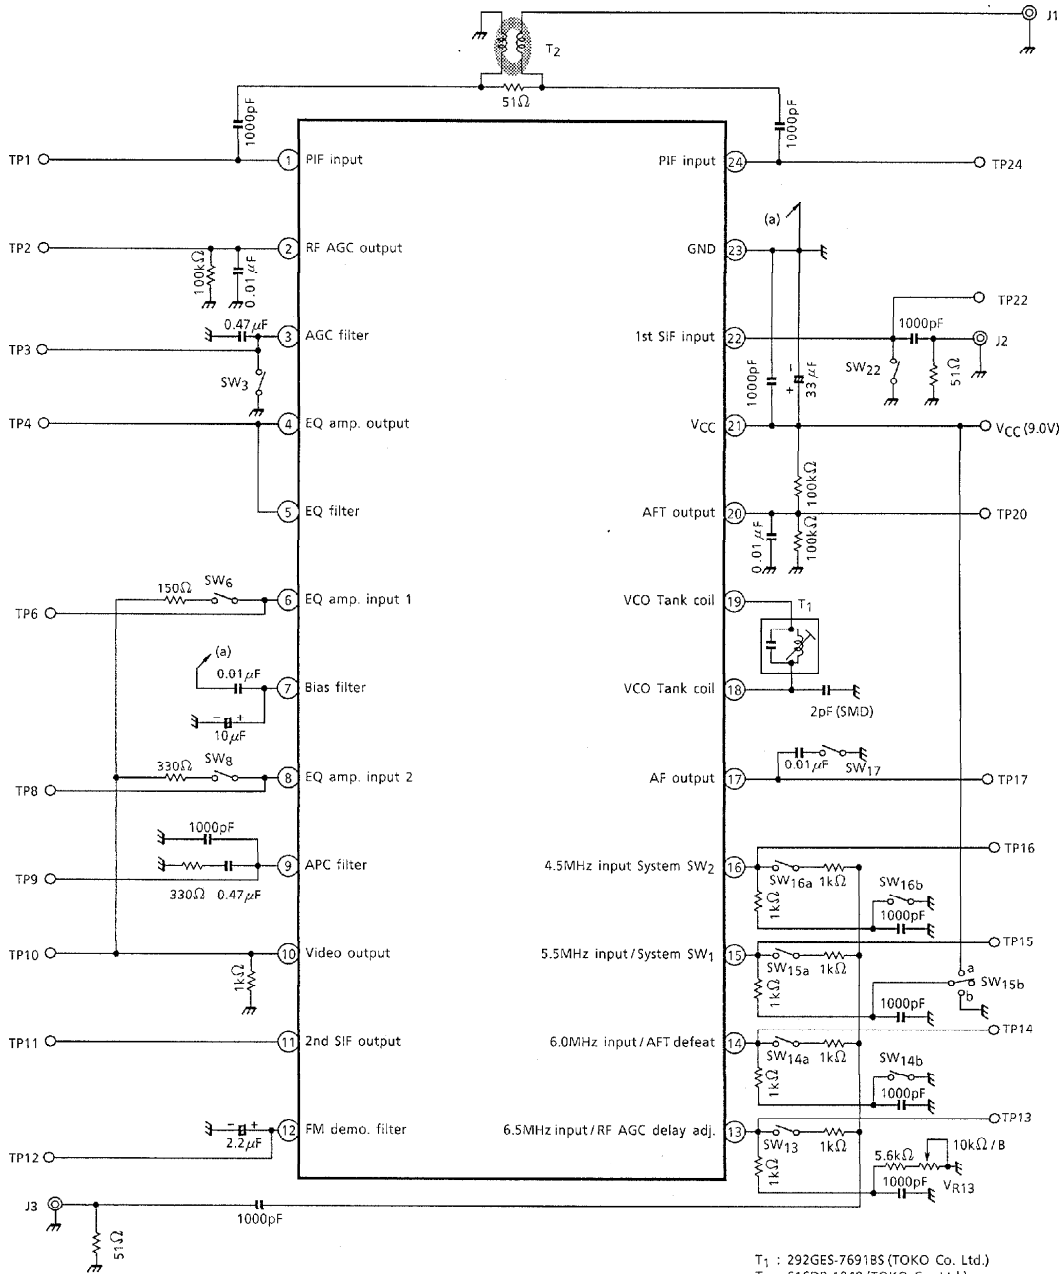 J1
T2
51Ω
1000pF
1000pF
TP1
1
PIF input
PIF input
24
TP24
(a)
TP2
2
RF AGC output
GND
23
100kΩ
0.01μF
TP22
0.47μF
3
AGC filter
1st SIF input
22
1000pF
J2
TP3
SW3
SW22
51Ω
1000pF
- +
33μF
TP4
4
EQ amp. output
VCC
21
VCC (9.0V)
100kΩ
5
EQ filter
AFT output
20
TP20
0.01μF
100kΩ
150Ω
SW6
6
EQ amp. input 1
VCO Tank coil
19
T1
TP6
(a)
0.01μF
7
Bias filter
VCO Tank coil
18
- +
10μF
2pF (SMD)
330Ω
SW8
8
EQ amp. input 2
AF output
17
0.01μF
SW17
TP17
TP8
1000pF
9
APC filter
4.5MHz input System SW2
16
TP16
SW16a
1kΩ
TP9
330Ω
0.47μF
1kΩ
SW16b
1000pF
TP10
10
Video output
5.5MHz input/System SW1
15
TP15
SW15a
1kΩ
a
SW15b
b
1kΩ
1kΩ
1000pF
TP11
11
2nd SIF output
6.0MHz input/AFT defeat
14
TP14
SW14a
1kΩ
1kΩ
SW14b
1000pF
- +
2.2μF
12
FM demo. filter
6.5MHz input/RF AGC delay adj.
13
TP13
SW13
1kΩ
TP12
1kΩ
5.6kΩ
10kΩ/B
VR13
1000pF
J3
1000pF
51Ω
T1 : 292GES-7691BS (TOKO Co. Ltd.)